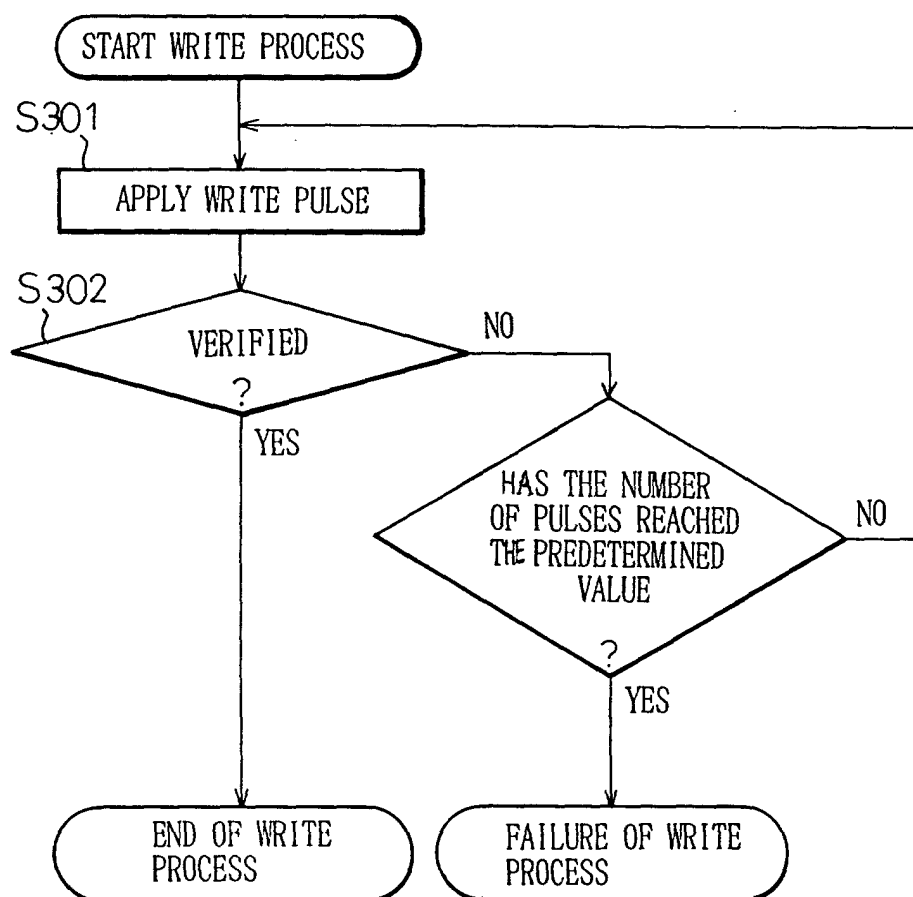 START WRITE PROCESS
S301
APPLY WRITE PULSE
S302
VERIFIED
?
NO
YES
HAS THE NUMBER
OF PULSES REACHED
THE PREDETERMINED
VALUE
?
NO
YES
END OF WRITE
PROCESS
FAILURE OF WRITE
PROCESS